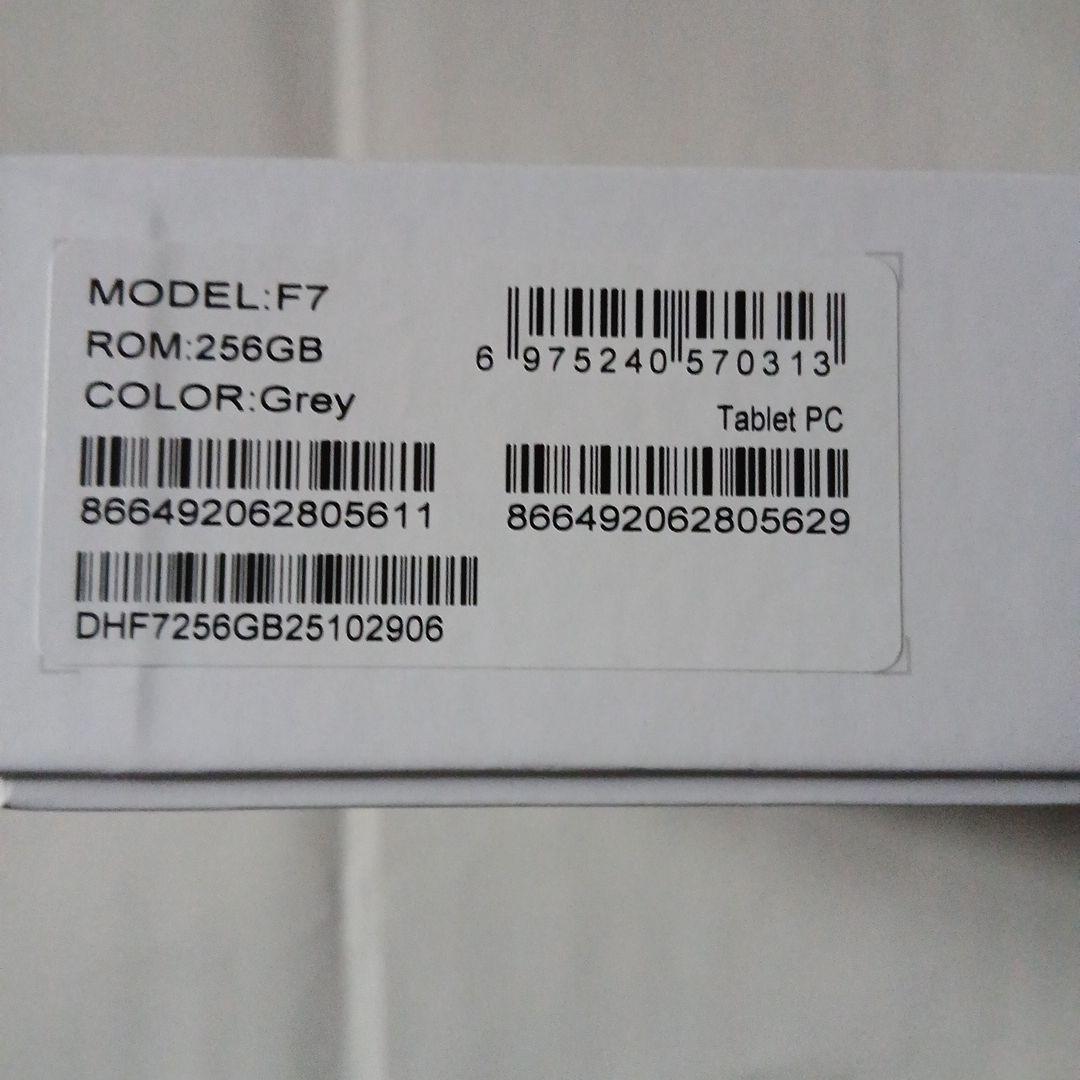 MODEL:F7
ROM:256GB
COLOR:Grey
6 975240 570313
Tablet PC
866492062805611
866492062805629
DHF7256GB25102906